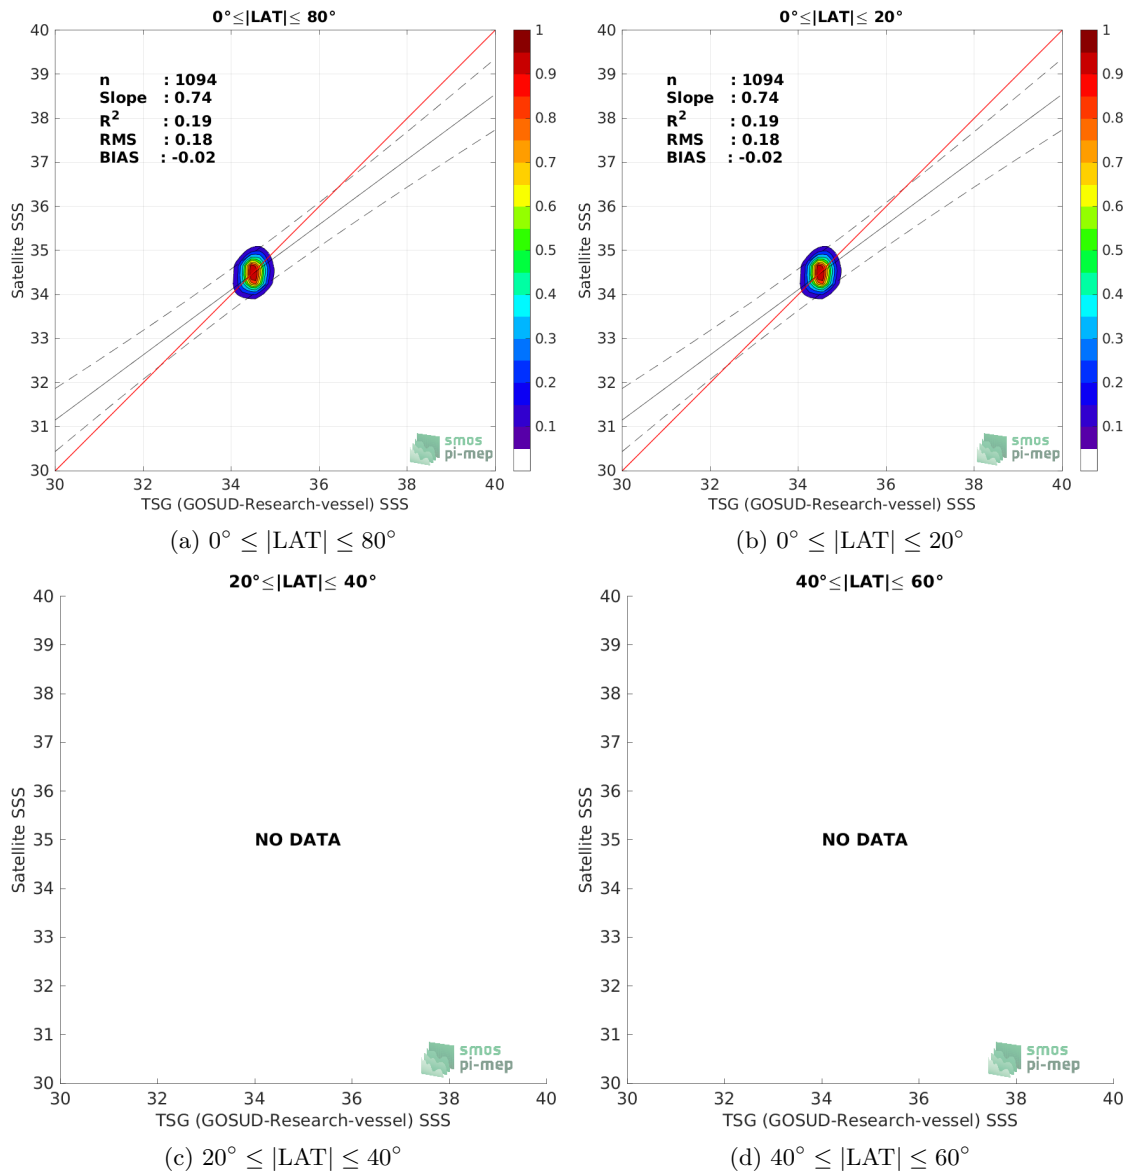 0°≤|LAT|≤ 80°
40
39
38
37
36
35
34
33
32
31
30
Satellite SSS
n : 1094
Slope : 0.74
R² : 0.19
RMS : 0.18
BIAS : -0.02
smos
pi-mep
30 32 34 36 38 40
TSG (GOSUD-Research-vessel) SSS
1
0.9
0.8
0.7
0.6
0.5
0.4
0.3
0.2
0.1
(a) 0° ≤ |LAT| ≤ 80°
0°≤|LAT|≤ 20°
40
39
38
37
36
35
34
33
32
31
30
Satellite SSS
n : 1094
Slope : 0.74
R² : 0.19
RMS : 0.18
BIAS : -0.02
smos
pi-mep
30 32 34 36 38 40
TSG (GOSUD-Research-vessel) SSS
1
0.9
0.8
0.7
0.6
0.5
0.4
0.3
0.2
0.1
(b) 0° ≤ |LAT| ≤ 20°
20°≤|LAT|≤ 40°
40
39
38
37
36
35
34
33
32
31
30
Satellite SSS
NO DATA
smos
pi-mep
30 32 34 36 38 40
TSG (GOSUD-Research-vessel) SSS
(c) 20° ≤ |LAT| ≤ 40°
40°≤|LAT|≤ 60°
40
39
38
37
36
35
34
33
32
31
30
Satellite SSS
NO DATA
smos
pi-mep
30 32 34 36 38 40
TSG (GOSUD-Research-vessel) SSS
(d) 40° ≤ |LAT| ≤ 60°